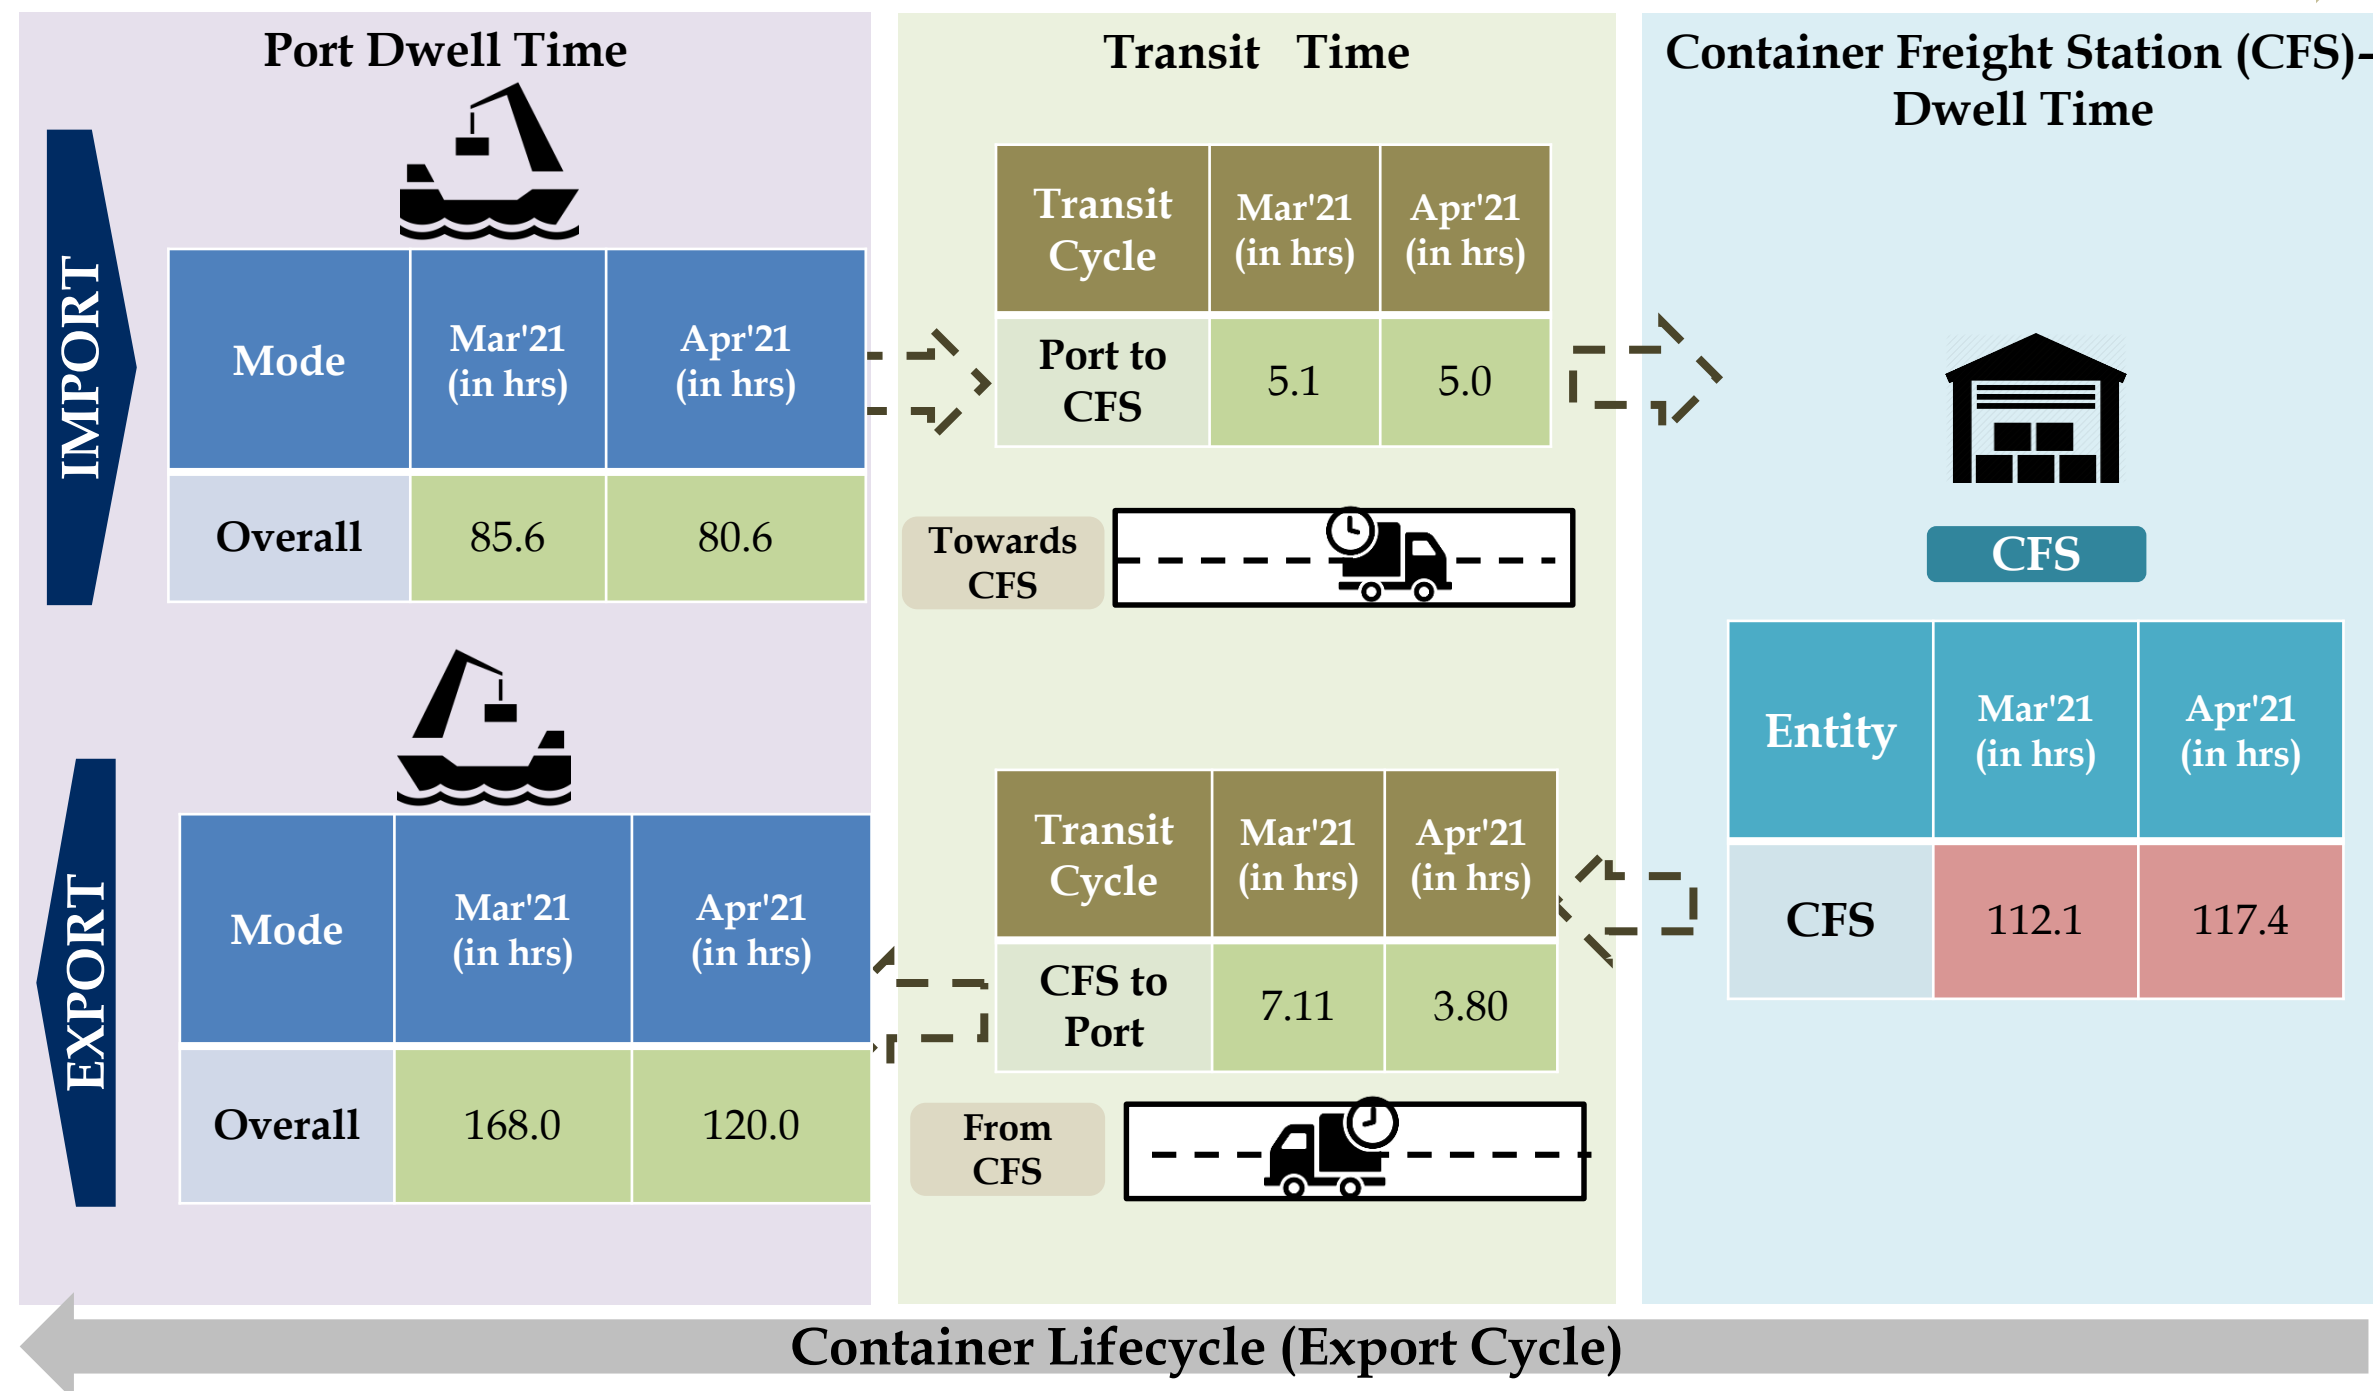 Port Dwell Time
Transit Time
Container Freight Station (CFS)-
Dwell Time
IMPORT
Mode
Mar'21
(in hrs)
Apr'21
(in hrs)
Overall
85.6
80.6
Transit
Cycle
Mar'21
(in hrs)
Apr'21
(in hrs)
Port to
CFS
5.1
5.0
Towards
CFS
CFS
Entity
Mar'21
(in hrs)
Apr'21
(in hrs)
CFS
112.1
117.4
EXPORT
Mode
Mar'21
(in hrs)
Apr'21
(in hrs)
Overall
168.0
120.0
Transit
Cycle
Mar'21
(in hrs)
Apr'21
(in hrs)
CFS to
Port
7.11
3.80
From
CFS
Container Lifecycle (Export Cycle)